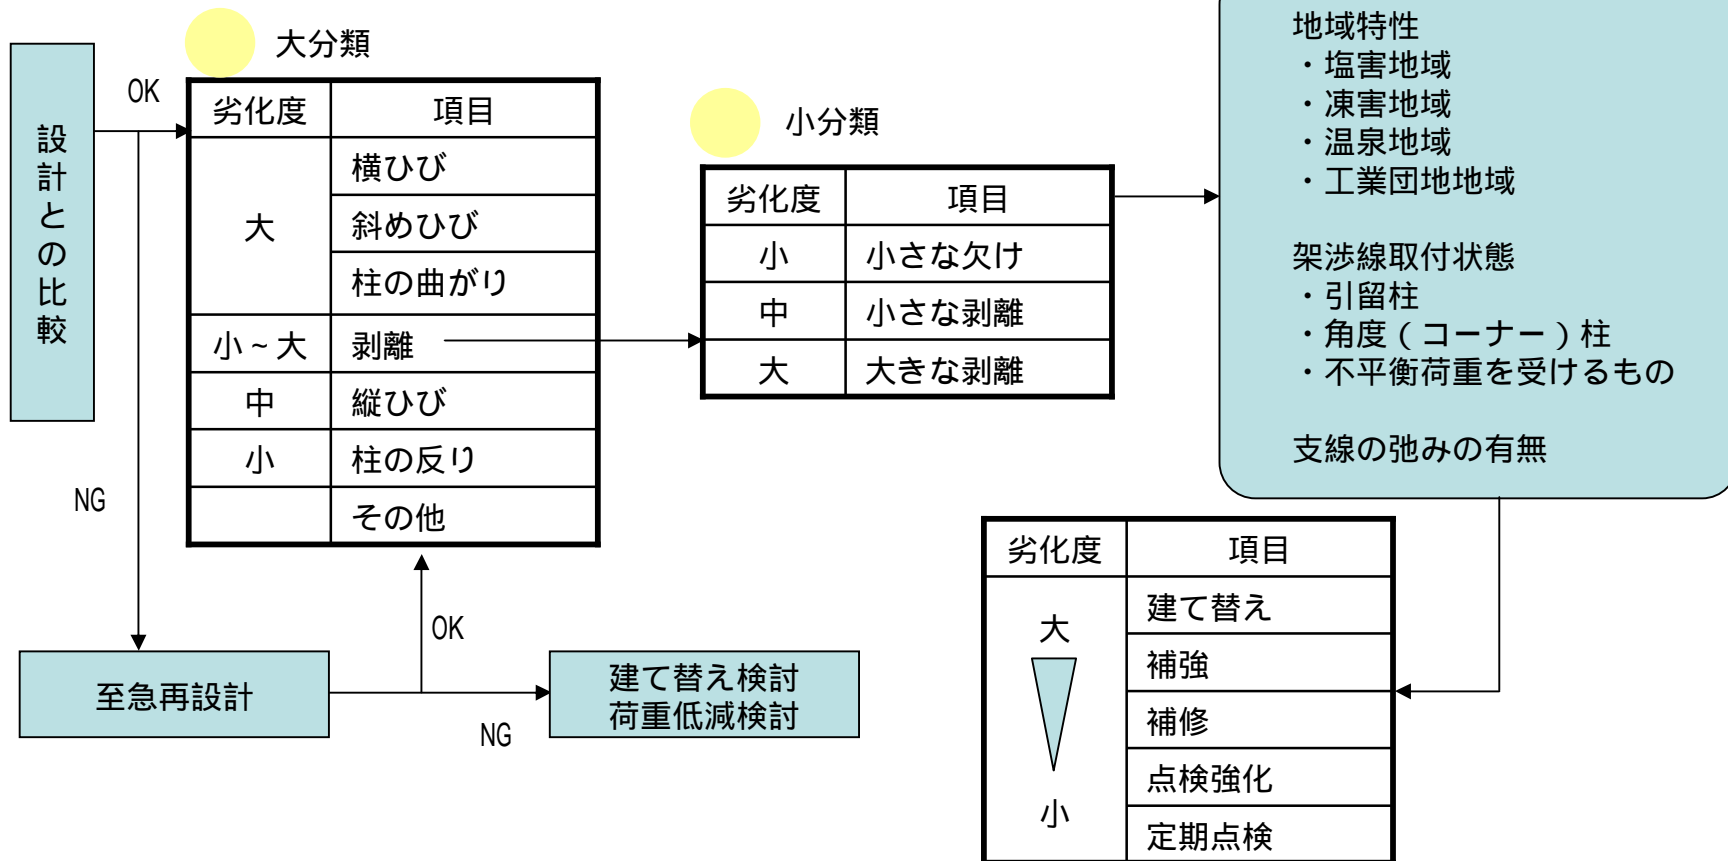 設計との比較
OK
NG
大分類
劣化度 項目
大 横ひび
斜めひび
柱の曲がり
小~大 剥離
中 縦ひび
小 柱の反り
その他
小分類
劣化度 項目
小 小さな欠け
中 小さな剥離
大 大きな剥離
地域特性
・塩害地域
・凍害地域
・温泉地域
・工業団地地域
架渉線取付状態
・引留柱
・角度(コーナー)柱
・不平衡荷重を受けるもの
支線の弛みの有無
至急再設計
OK
NG
建て替え検討
荷重低減検討
劣化度 項目
大 建て替え
補強
補修
点検強化
小 定期点検